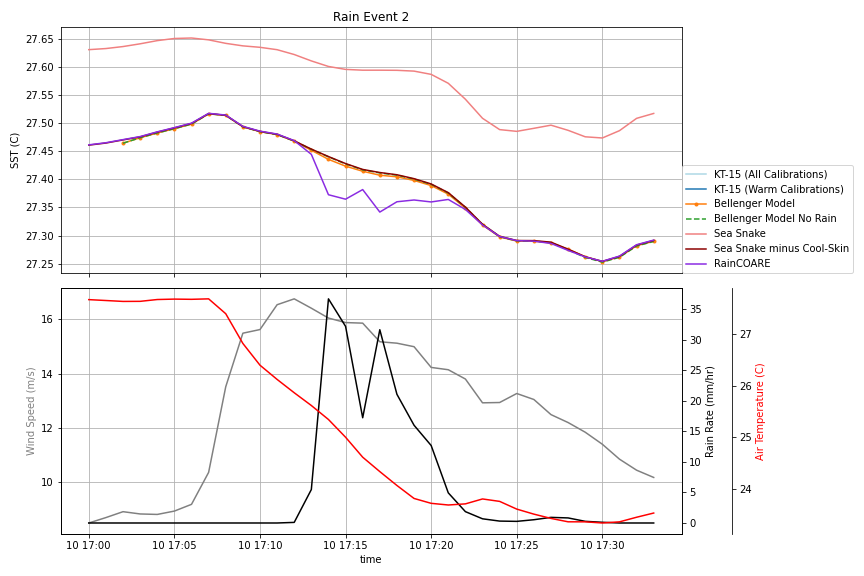 Rain Event 2
SST (C)
27.65
27.60
27.55
27.50
27.45
27.40
27.35
27.30
27.25
KT-15 (All Calibrations)
KT-15 (Warm Calibrations)
Bellenger Model
Bellenger Model No Rain
Sea Snake
Sea Snake minus Cool-Skin
RainCOARE
Wind Speed (m/s)
16
14
12
10
35
30
25
20
15
10
5
0
Rain Rate (mm/hr)
27
26
25
24
Air Temperature (C)
10 17:00
10 17:05
10 17:10
10 17:15
10 17:20
10 17:25
10 17:30
time